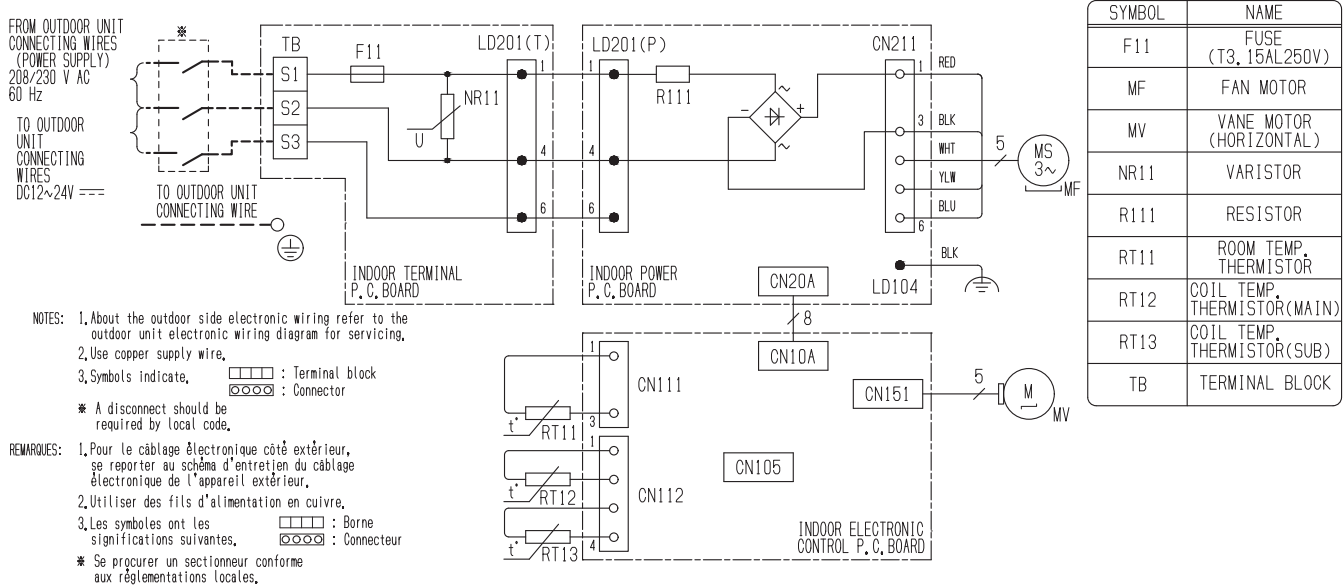 FROM OUTDOOR UNIT
CONNECTING WIRES
(POWER SUPPLY)
208/230 V AC
60 Hz
TO OUTDOOR
UNIT
CONNECTING
WIRES
DC12~24V
※
TB
S1
S2
S3
F11
NR11
U
LD201(T)
1
4
6
TO OUTDOOR UNIT
CONNECTING WIRE
INDOOR TERMINAL
P.C.BOARD
LD201(P)
1
4
6
R111
~
-
+
~
CN211
1
3
6
RED
BLK
WHT
YLW
BLU
5
MS
3~
MF
BLK
LD104
INDOOR POWER
P.C.BOARD
CN20A
8
CN10A
1
CN111
3
t°
RT11
1
CN112
4
t°
RT12
t°
RT13
CN151
5
M
MV
CN105
INDOOR ELECTRONIC
CONTROL P.C.BOARD
SYMBOL NAME
F11 FUSE
(T3.15AL250V)
MF FAN MOTOR
MV VANE MOTOR
(HORIZONTAL)
NR11 VARISTOR
R111 RESISTOR
RT11 ROOM TEMP.
THERMISTOR
RT12 COIL TEMP.
THERMISTOR(MAIN)
RT13 COIL TEMP.
THERMISTOR(SUB)
TB TERMINAL BLOCK
NOTES: 1.About the outdoor side electronic wiring refer to the
outdoor unit electronic wiring diagram for servicing.
2.Use copper supply wire.
3.Symbols indicate. : Terminal block
: Connector
※ A disconnect should be
required by local code.
REMARQUES: 1.Pour le câblage électronique côté extérieur,
se reporter au schéma d'entretien du câblage
électronique de l'appareil extérieur.
2.Utiliser des fils d'alimentation en cuivre.
3.Les symboles ont les : Borne
significations suivantes. : Connecteur
※ Se procurer un sectionneur conforme
aux réglementations locales.